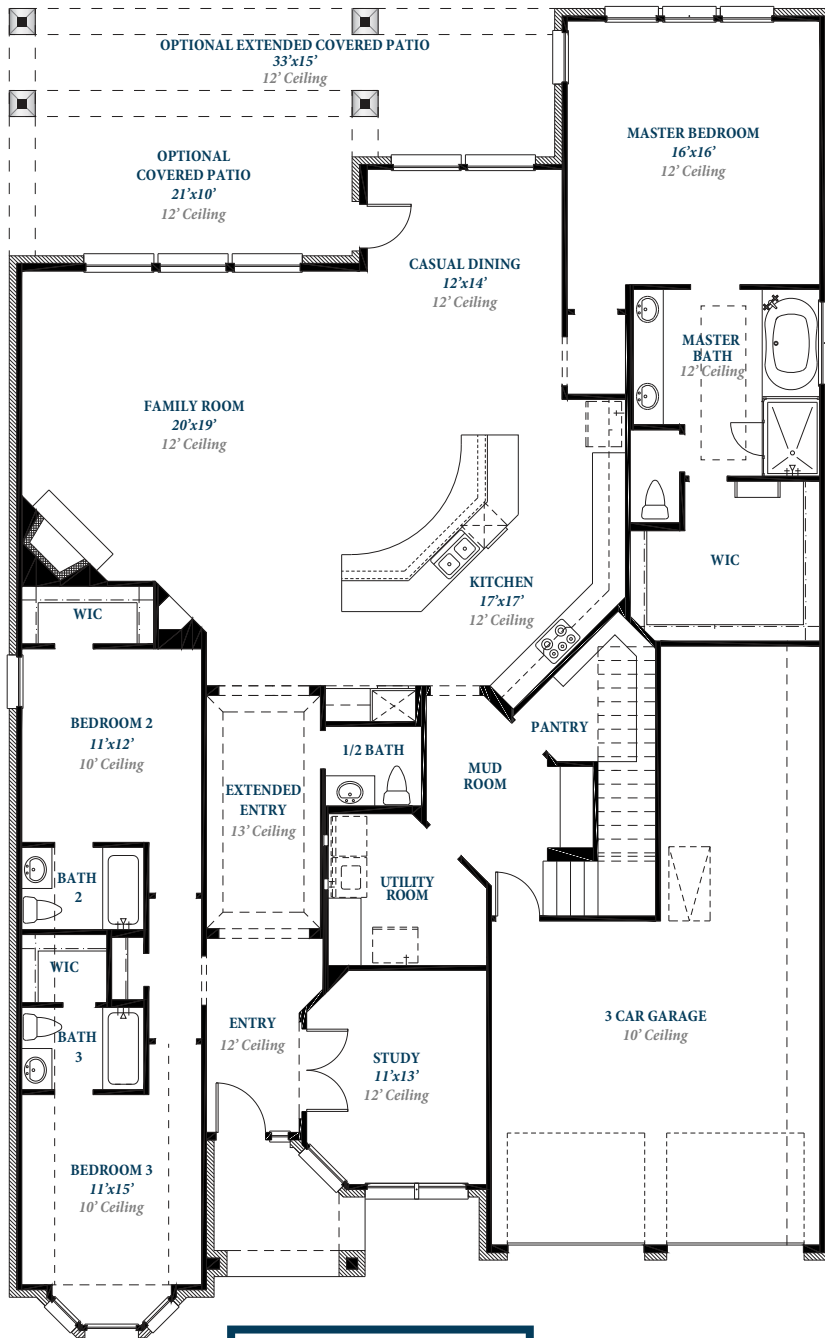 OPTIONAL EXTENDED COVERED PATIO
33'x15'
12' Ceiling
OPTIONAL
COVERED PATIO
21'x10'
12' Ceiling
MASTER BEDROOM
16'x16'
12' Ceiling
CASUAL DINING
12'x14'
12' Ceiling
MASTER
BATH
12' Ceiling
FAMILY ROOM
20'x19'
12' Ceiling
WIC
KITCHEN
17'x17'
12' Ceiling
WIC
BEDROOM 2
11'x12'
10' Ceiling
EXTENDED
ENTRY
13' Ceiling
1/2 BATH
MUD
ROOM
PANTRY
BATH
2
UTILITY
ROOM
WIC
BATH
3
ENTRY
12' Ceiling
STUDY
11'x13'
12' Ceiling
3 CAR GARAGE
10' Ceiling
BEDROOM 3
11'x15'
10' Ceiling